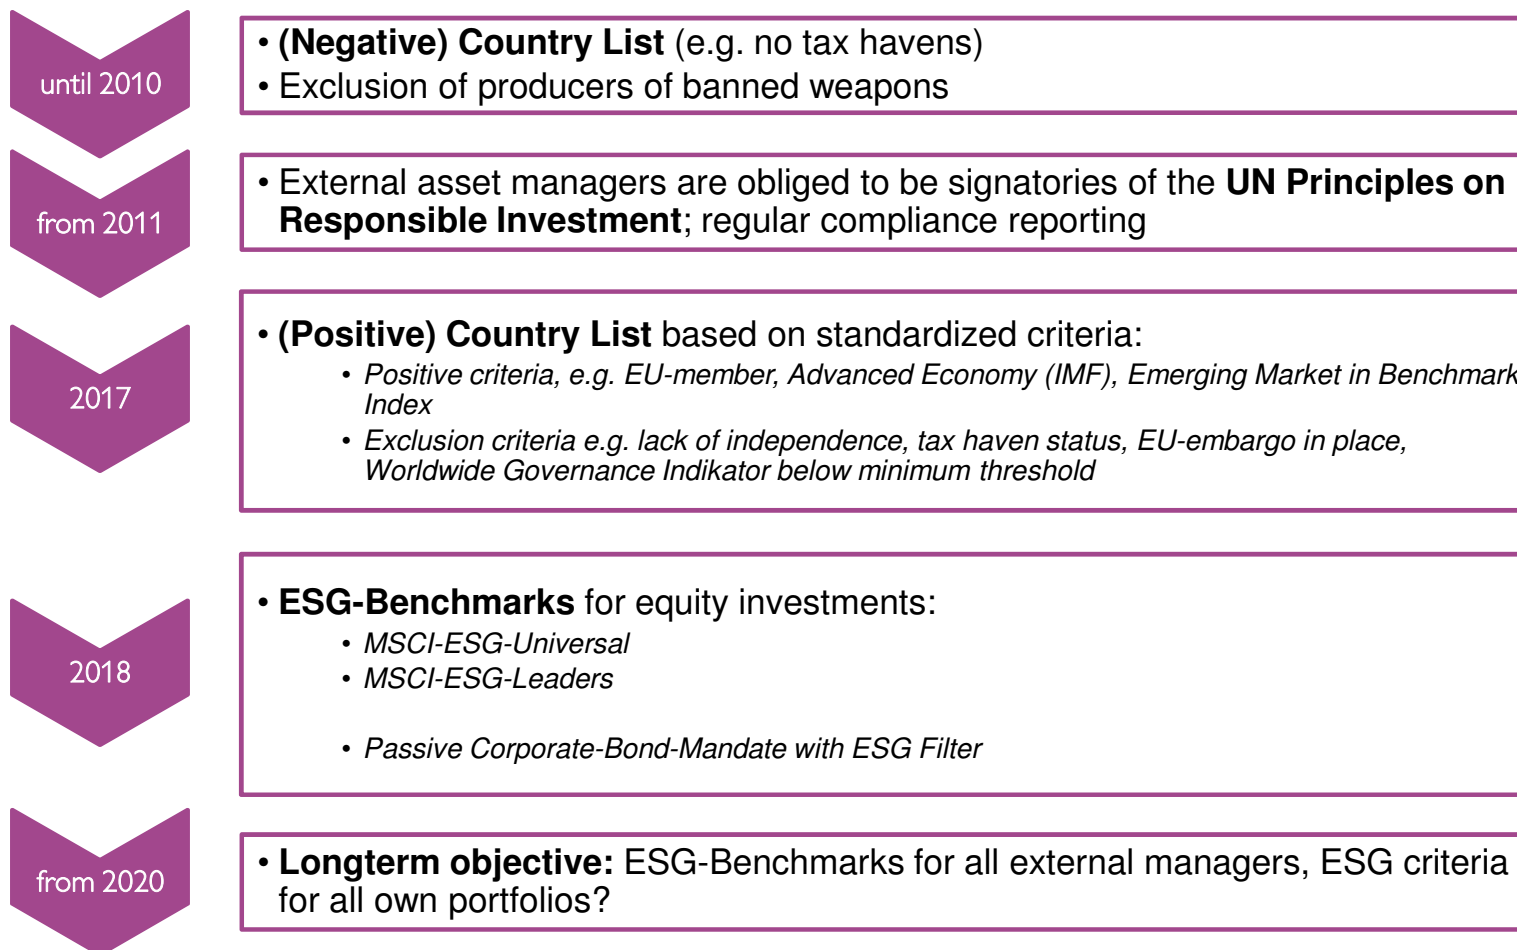 until 2010
• (Negative) Country List (e.g. no tax havens)
• Exclusion of producers of banned weapons
from 2011
• External asset managers are obliged to be signatories of the UN Principles on
Responsible Investment; regular compliance reporting
2017
• (Positive) Country List based on standardized criteria:
• Positive criteria, e.g. EU-member, Advanced Economy (IMF), Emerging Market in Benchmark
Index
• Exclusion criteria e.g. lack of independence, tax haven status, EU-embargo in place,
Worldwide Governance Indikator below minimum threshold
2018
• ESG-Benchmarks for equity investments:
• MSCI-ESG-Universal
• MSCI-ESG-Leaders
• Passive Corporate-Bond-Mandate with ESG Filter
from 2020
• Longterm objective: ESG-Benchmarks for all external managers, ESG criteria
for all own portfolios?